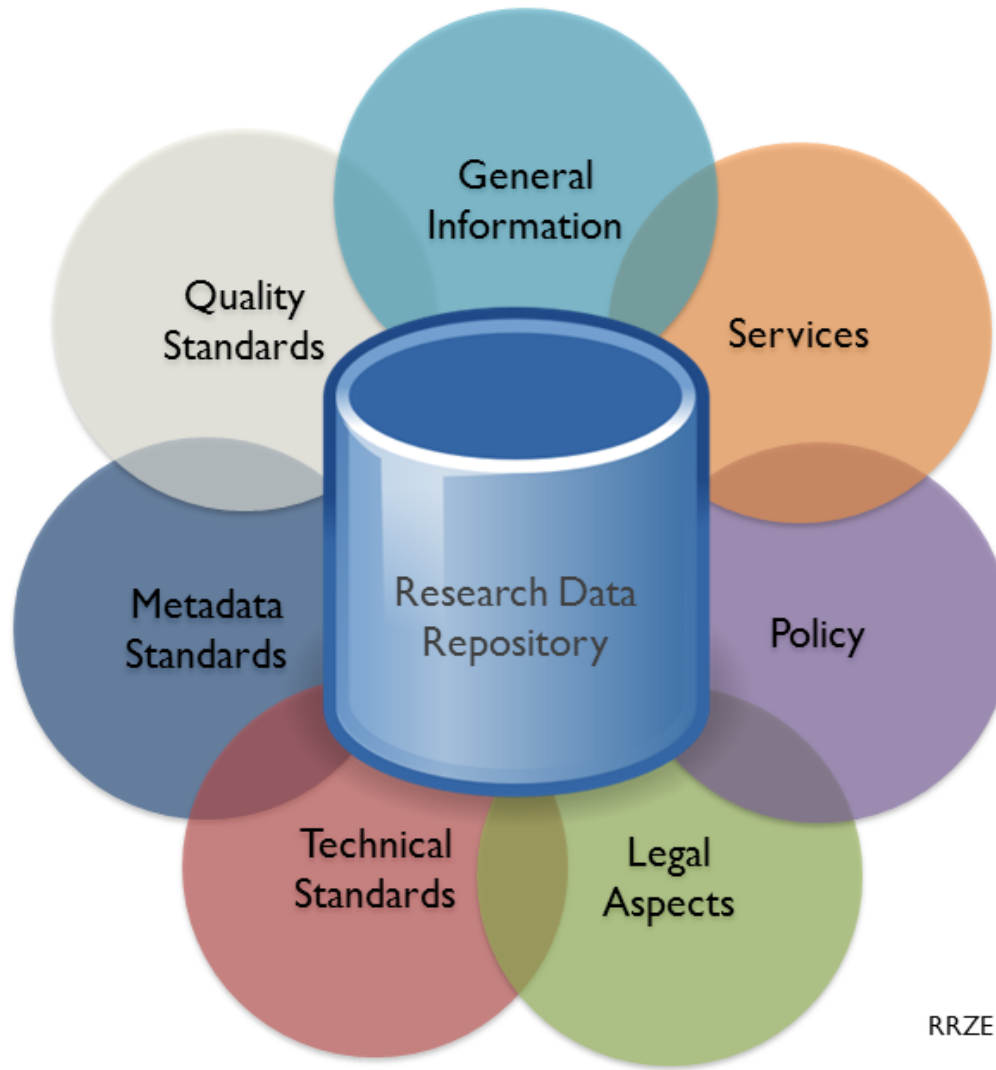 General
Information
Services
Policy
Legal
Aspects
Technical
Standards
Metadata
Standards
Quality
Standards
Research Data
Repository
RRZE